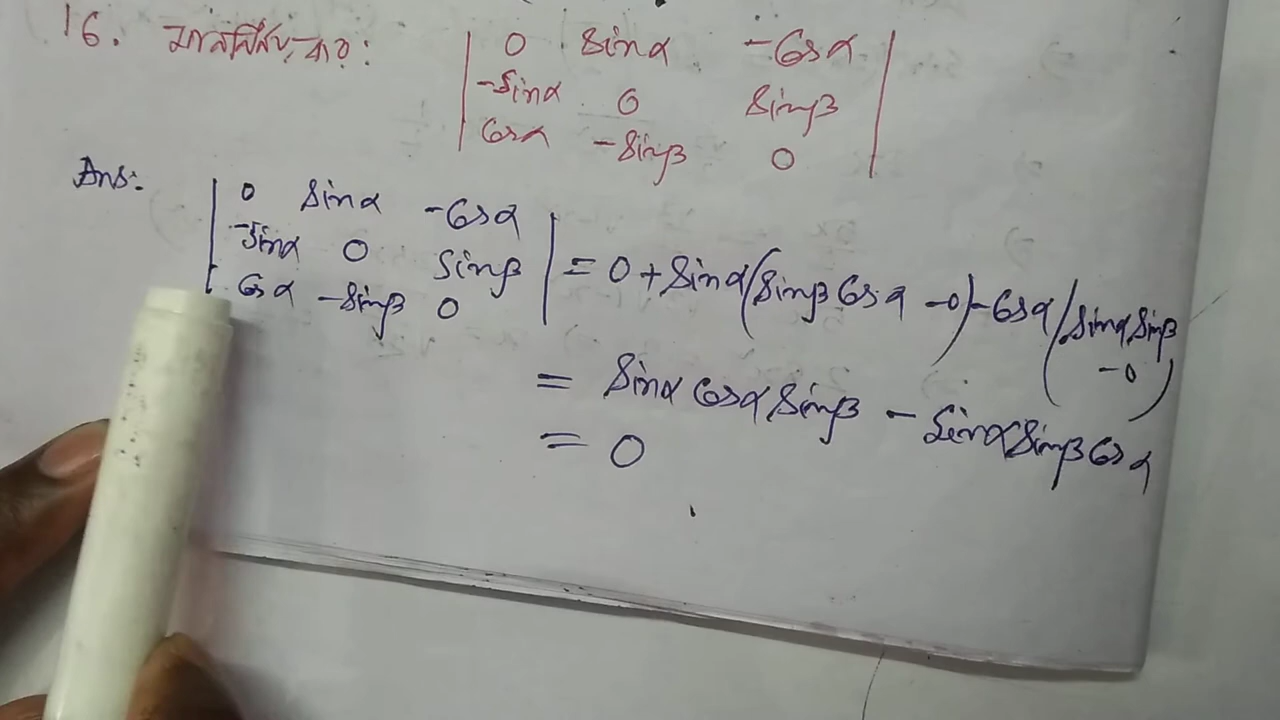 16. মাননির্ণয় কর: | 0 sinα -cosα |
| -sinα 0 sinβ |
| cosα -sinβ 0 |
Ans: | 0 sinα -cosα |
| -sinα 0 sinβ | = 0 + sinα(sinβ cosα - 0) - cosα(sinα sinβ
| cosα -sinβ 0 |
- 0)
= sinα cosα sinβ - sinα sinβ cosα
= 0